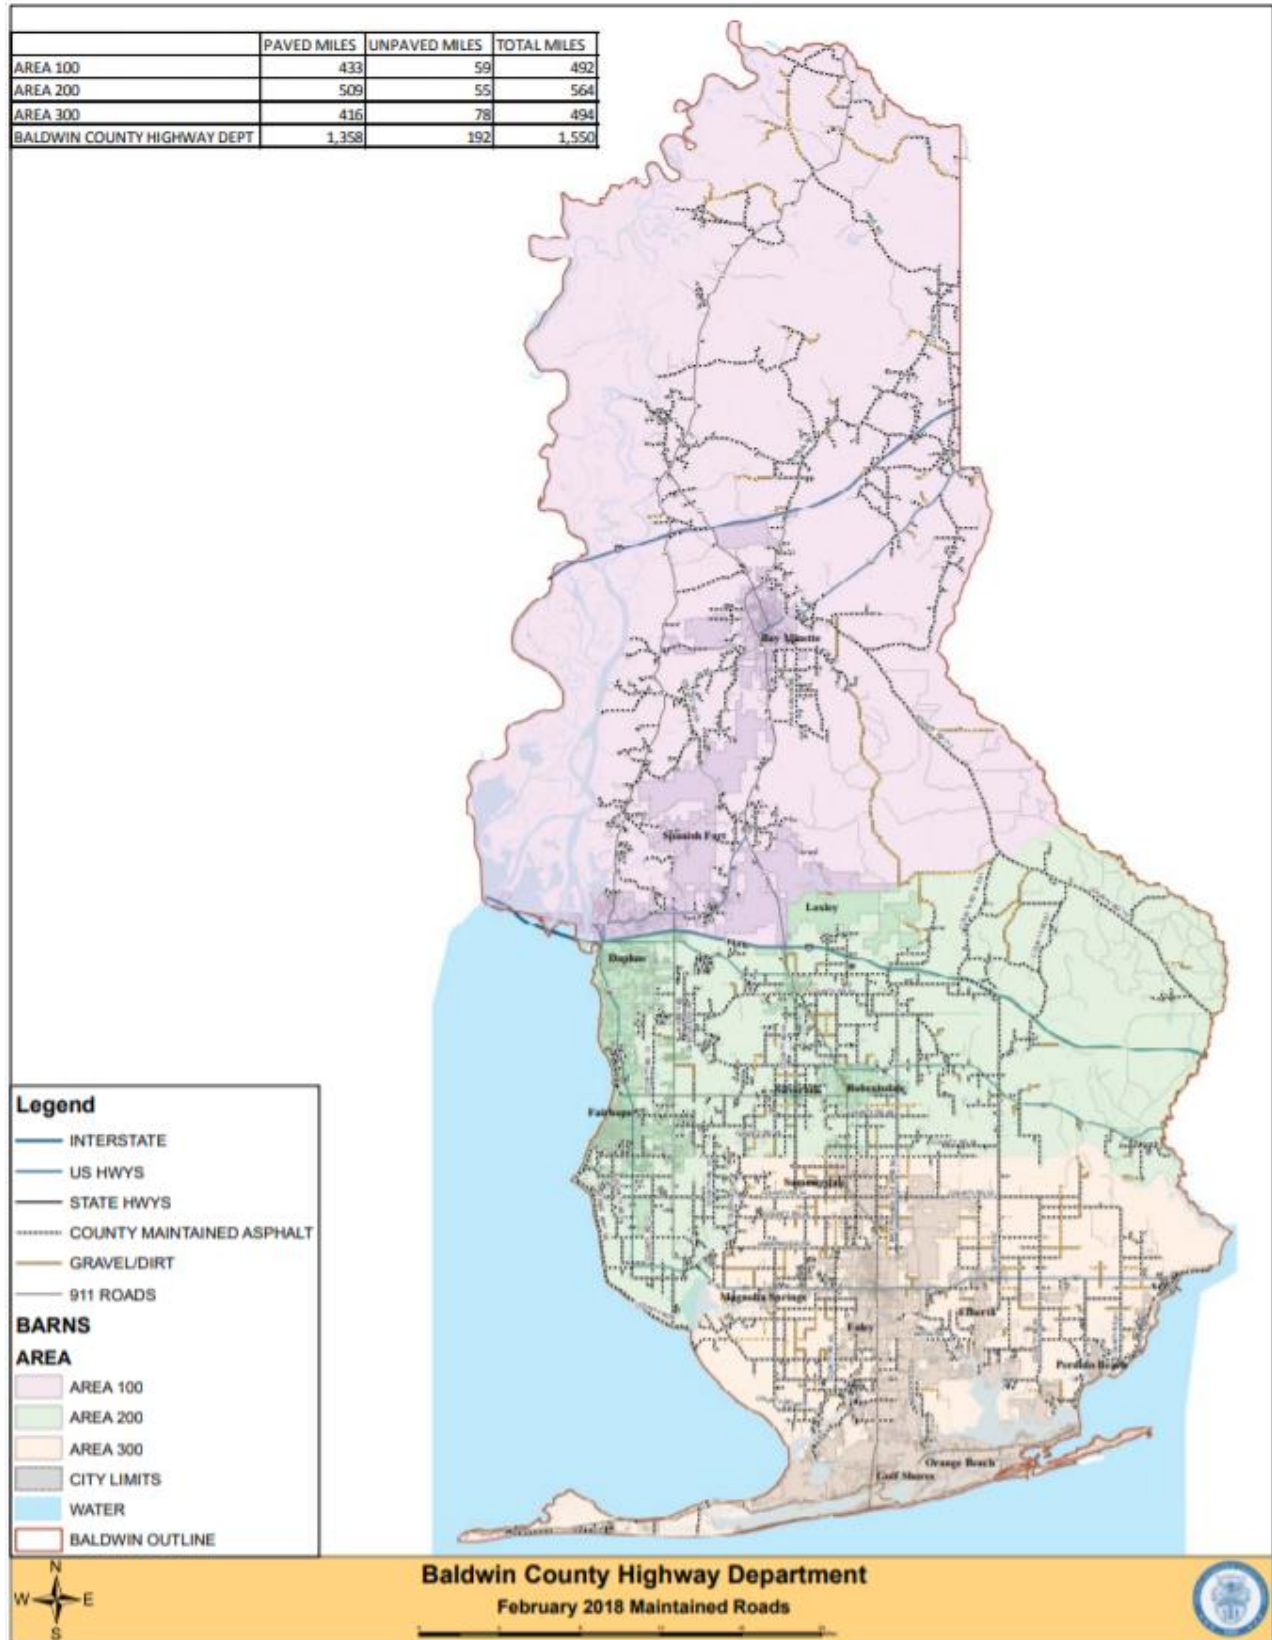 PAVED MILES UNPAVED MILES TOTAL MILES
AREA 100 433 59 492
AREA 200 509 55 564
AREA 300 416 78 494
BALDWIN COUNTY HIGHWAY DEPT 1,358 192 1,550
Bay Minette
Spanish Fort
Loxley
Daphne
Robertsdale
Fairhope
Summerdale
Magnolia Springs
Elberta
Foley
Perdido Beach
Orange Beach
Gulf Shores
Legend
INTERSTATE
US HWYS
STATE HWYS
COUNTY MAINTAINED ASPHALT
GRAVEL/DIRT
911 ROADS
BARNS
AREA
AREA 100
AREA 200
AREA 300
CITY LIMITS
WATER
BALDWIN OUTLINE
N
W E
S
Baldwin County Highway Department
February 2018 Maintained Roads